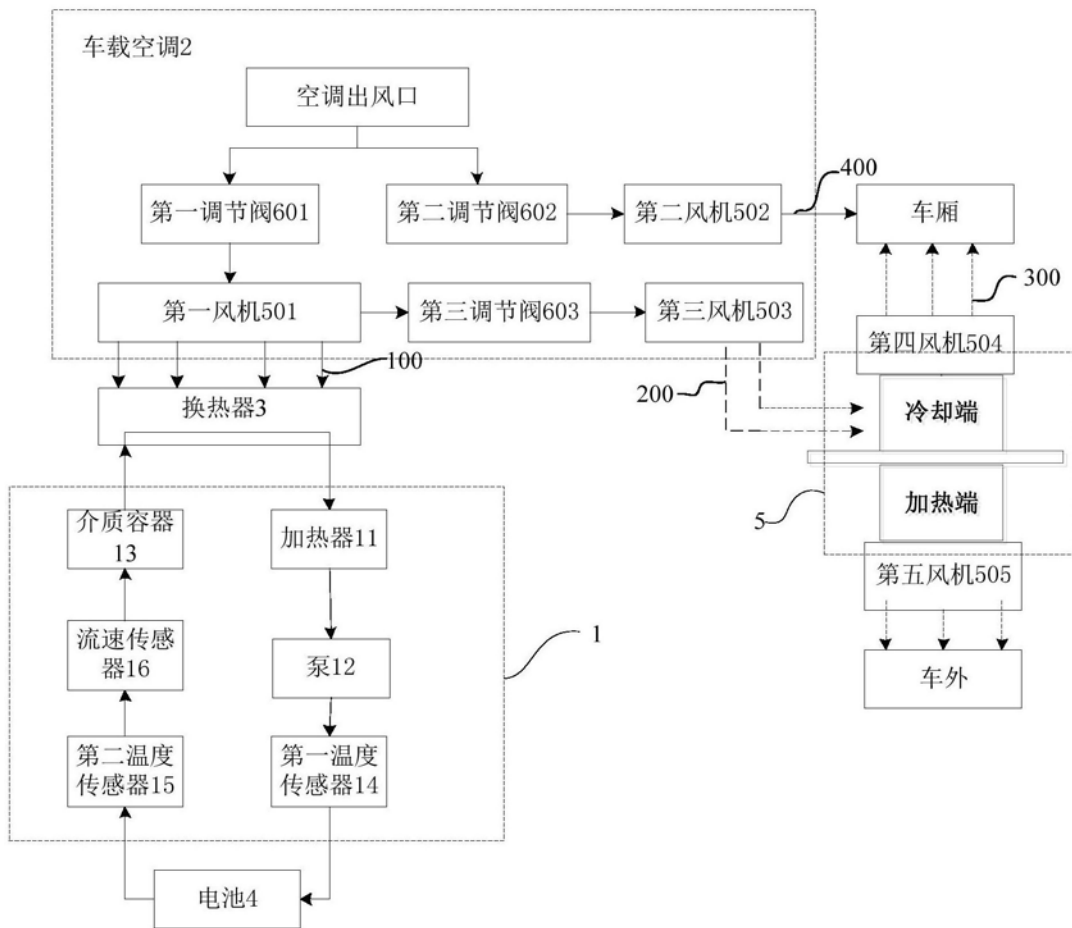 车载空调2
空调出风口
400
第一调节阀601
第二调节阀602
第二风机502
车厢
300
第一风机501
第三调节阀603
第三风机503
第四风机504
100
200
换热器3
冷却端
5
加热端
介质容器
13
加热器11
第五风机505
流速传感
器16
泵12
1
车外
第二温度
传感器15
第一温度
传感器14
电池4